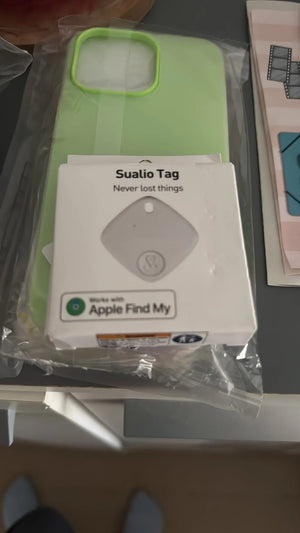 Sualio Tag
Never lost things
Works with
Apple Find My